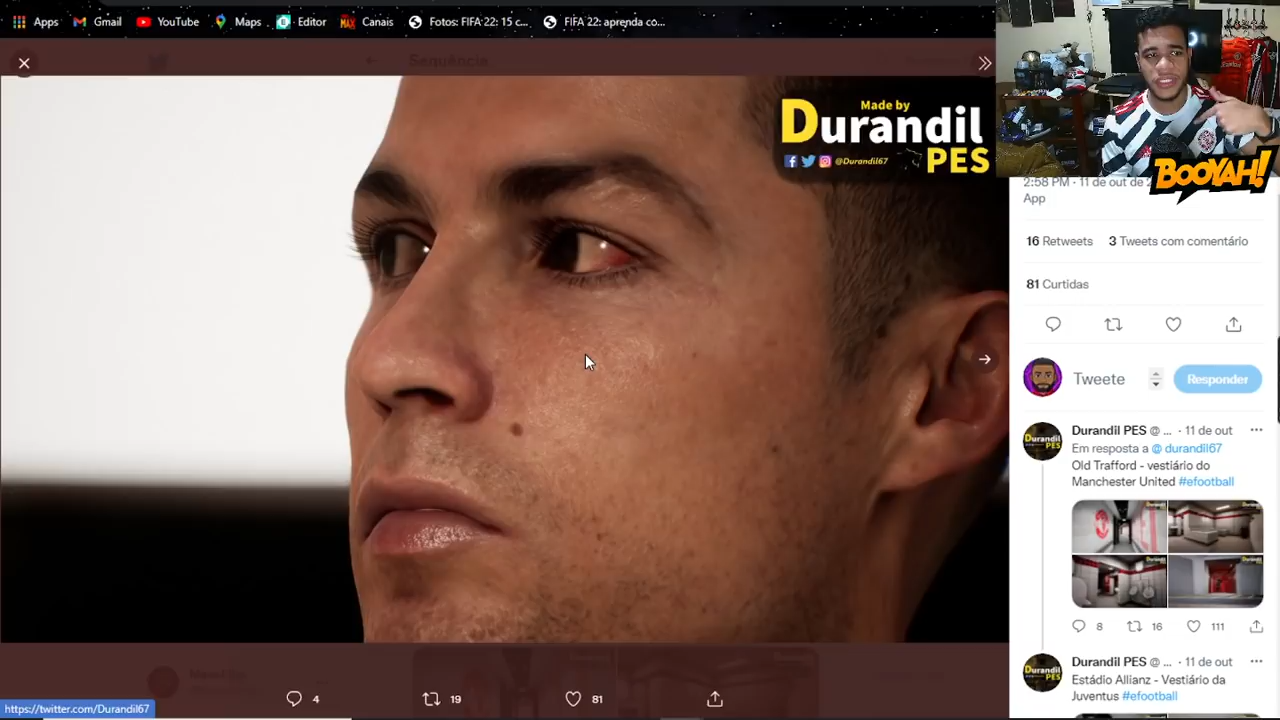 Apps Gmail YouTube Maps Editor Canais Fotos: FIFA 22: 15 c... FIFA 22: aprenda co...
Sequência
Made by
Durandil
PES
@Durandil67
BOOYAH!
2:58 PM · 11 de out de
App
16 Retweets 3 Tweets com comentário
81 Curtidas
Tweete Responder
Durandil PES @ ... · 11 de out
Em resposta a @ durandil67
Old Trafford - vestiário do
Manchester United #efootball
8 16 111
Durandil PES @ ... · 11 de out
Estádio Allianz - Vestiário da
Juventus #efootball
4 19 81
https://twitter.com/Durandil67